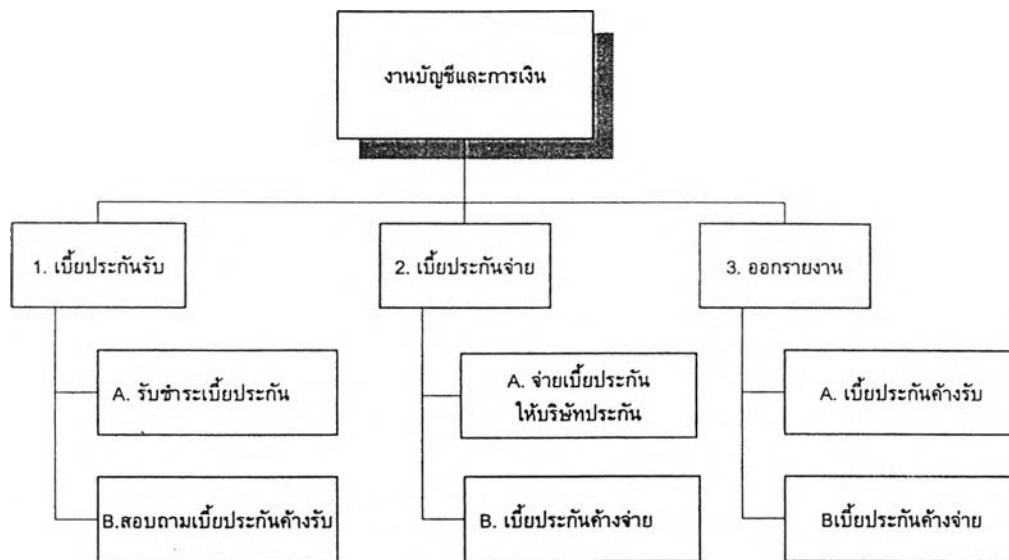 งานบัญชีและการเงิน
1. เบี้ยประกันรับ
2. เบี้ยประกันจ่าย
3. ออกรายงาน
A. รับชำระเบี้ยประกัน
A. จ่ายเบี้ยประกัน
ให้บริษัทประกัน
A. เบี้ยประกันค้างรับ
B.สอบถามเบี้ยประกันค้างรับ
B. เบี้ยประกันค้างจ่าย
Bเบี้ยประกันค้างจ่าย